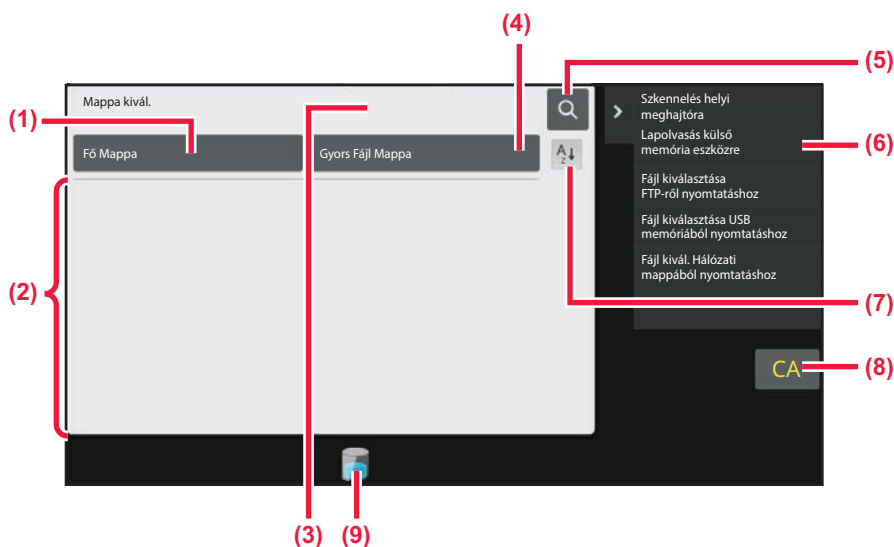 (4)
(5)
(1)
Mappa kivál.
Szkennelés helyi
meghajtóra
Lapolvasás külső
memória eszközre
(6)
Fő Mappa
Gyors Fájl Mappa
A
z
Fájl kiválasztása
FTP-ről nyomtatáshoz
Fájl kiválasztása USB
memóriából nyomtatáshoz
Fájl kivál. Hálózati
mappából nyomtatáshoz
(2)
(7)
CA
(8)
(3)
(9)